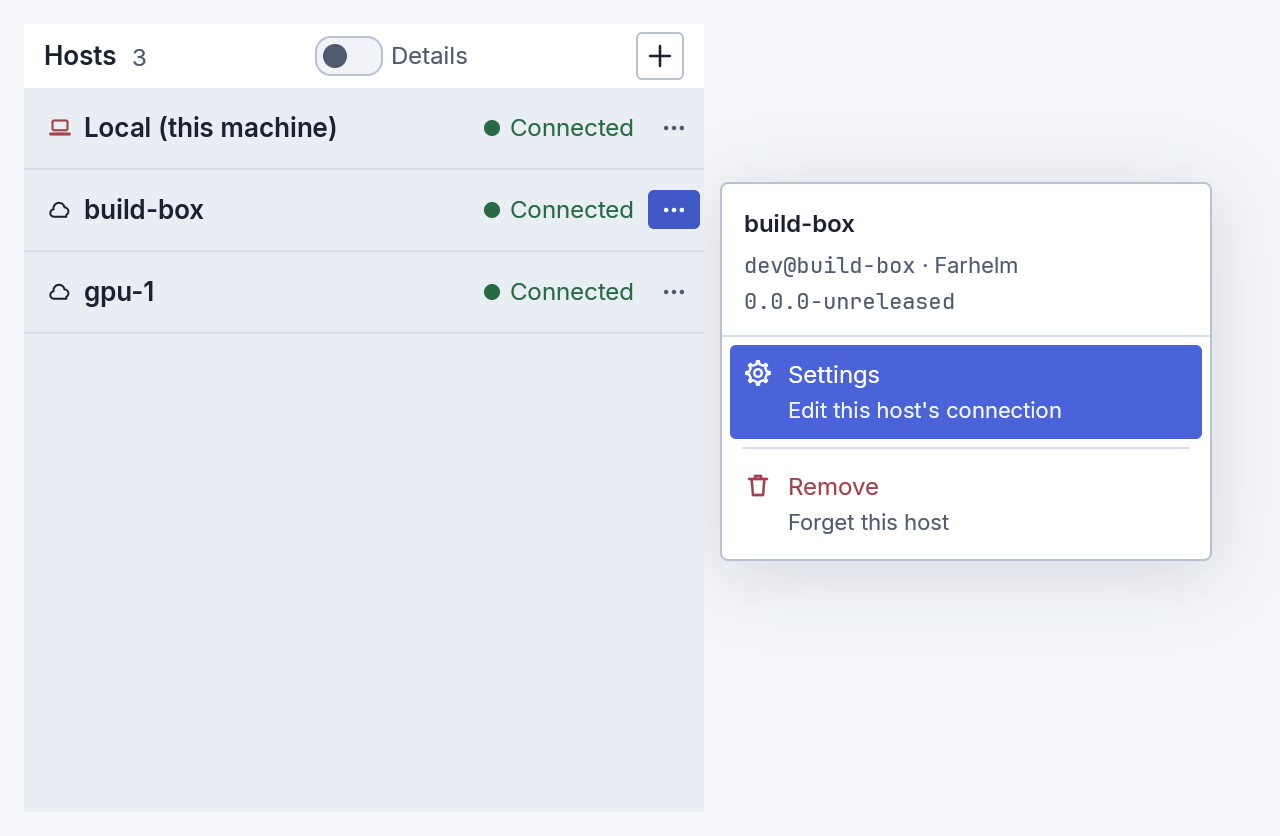 Hosts 3 Details
Local (this machine) Connected
build-box Connected
gpu-1 Connected
build-box
dev@build-box · Farhelm
0.0.0-unreleased
Settings
Edit this host's connection
Remove
Forget this host